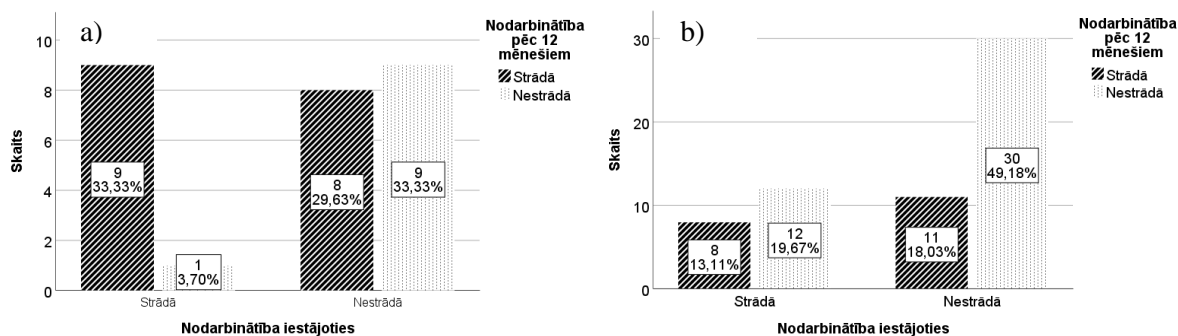 a)
Nodarbinātība
pēc 12
mēnešiem
Strādā
Nestrādā
Skaits
10
8
6
4
2
0
9
33,33%
1
3,70%
8
29,63%
9
33,33%
Strādā
Nestrādā
Nodarbinātība iestājoties
b)
Nodarbinātība
pēc 12
mēnešiem
Strādā
Nestrādā
Skaits
30
20
10
0
8
13,11%
12
19,67%
11
18,03%
30
49,18%
Strādā
Nestrādā
Nodarbinātība iestājoties